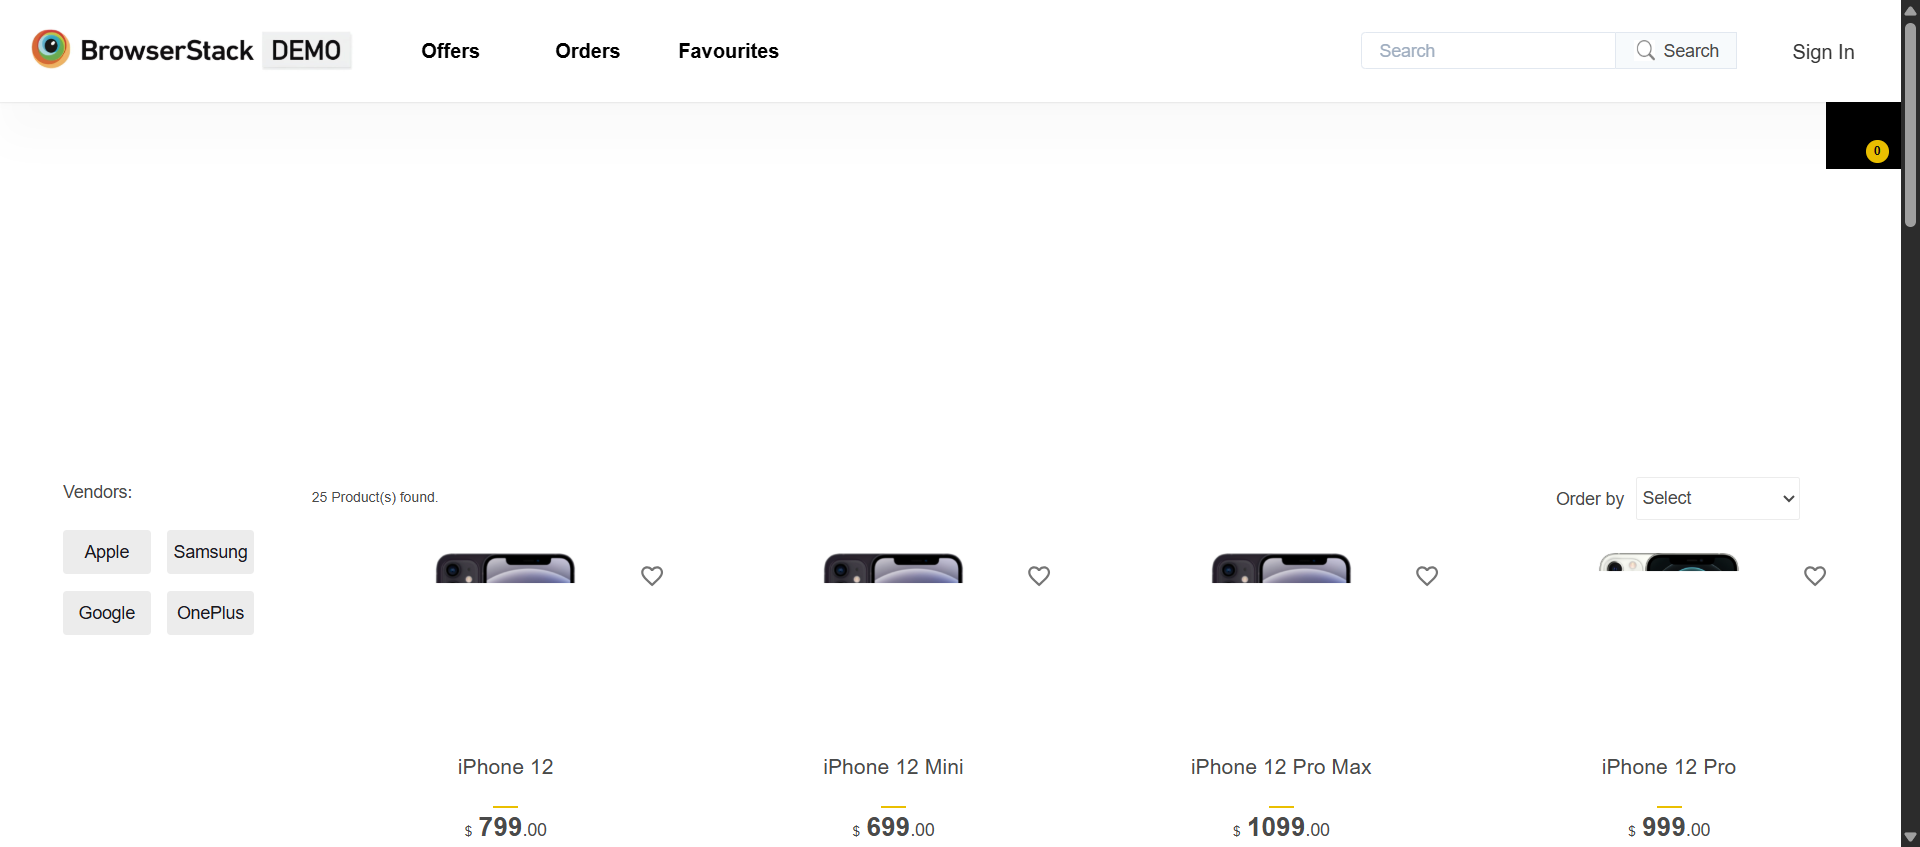 BrowserStack DEMO Offers Orders Favourites Search Search Sign In
0
Vendors:
25 Product(s) found.
Order by Select
Apple Samsung
Google OnePlus
iPhone 12 iPhone 12 Mini iPhone 12 Pro Max iPhone 12 Pro
$ 799.00 $ 699.00 $ 1099.00 $ 999.00